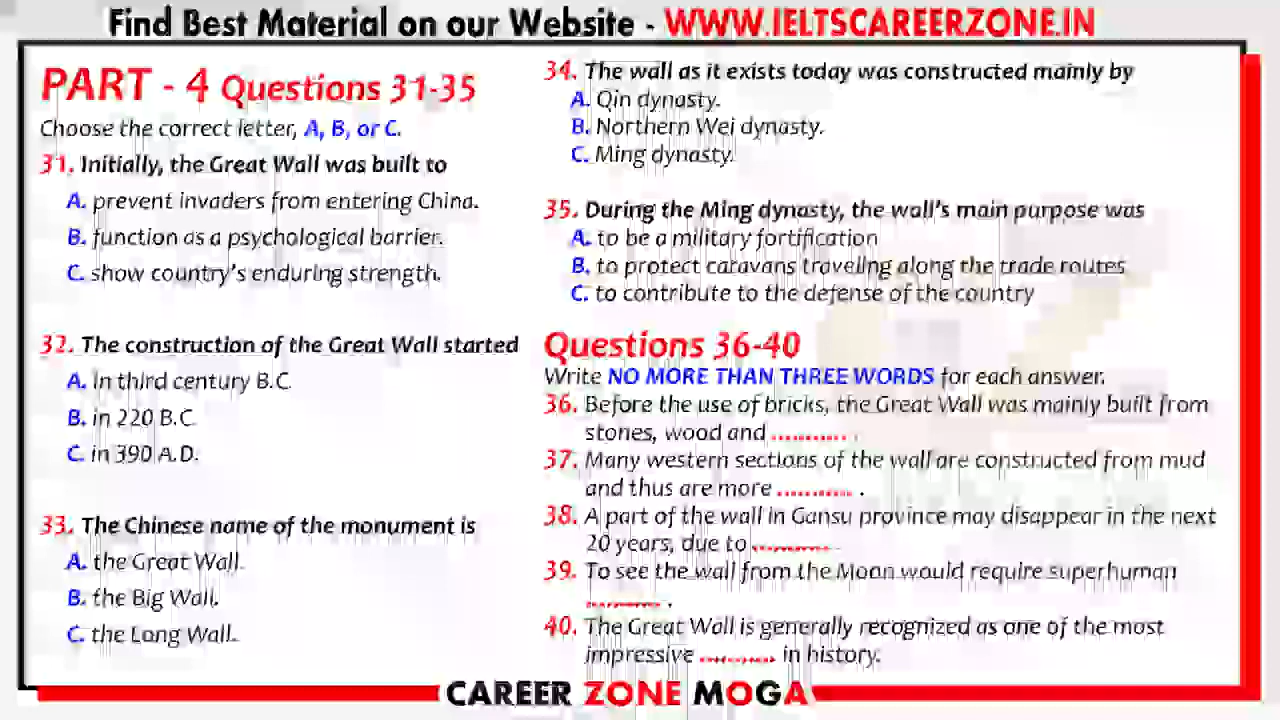 Find Best Material on our Website - WWW.IELTSCAREERZONE.IN
PART - 4 Questions 31-35
Choose the correct letter, A, B, or C.
31. Initially, the Great Wall was built to
A. prevent invaders from entering China.
B. function as a psychological barrier.
C. show country's enduring strength.
32. The construction of the Great Wall started
A. in third century B.C.
B. in 220 B.C.
C. in 390 A.D.
33. The Chinese name of the monument is
A. the Great Wall.
B. the Big Wall.
C. the Long Wall.
34. The wall as it exists today was constructed mainly by
A. Qin dynasty.
B. Northern Wei dynasty.
C. Ming dynasty.
35. During the Ming dynasty, the wall's main purpose was
A. to be a military fortification
B. to protect caravans traveling along the trade routes
C. to contribute to the defense of the country
Questions 36-40
Write NO MORE THAN THREE WORDS for each answer.
36. Before the use of bricks, the Great Wall was mainly built from
stones, wood and ........... .
37. Many western sections of the wall are constructed from mud
and thus are more ........... .
38. A part of the wall in Gansu province may disappear in the next
20 years, due to ........... .
39. To see the wall from the Moon would require superhuman
........... .
40. The Great Wall is generally recognized as one of the most
impressive ........... in history.
CAREER ZONE MOGA